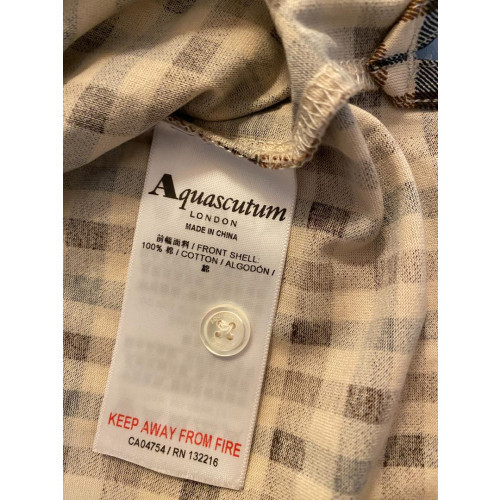 Aquascutum
LONDON
MADE IN CHINA
前幅面料 / FRONT SHELL:
100% 棉 / COTTON / ALGODÓN /
綿
KEEP AWAY FROM FIRE
CA04754 / RN 132216